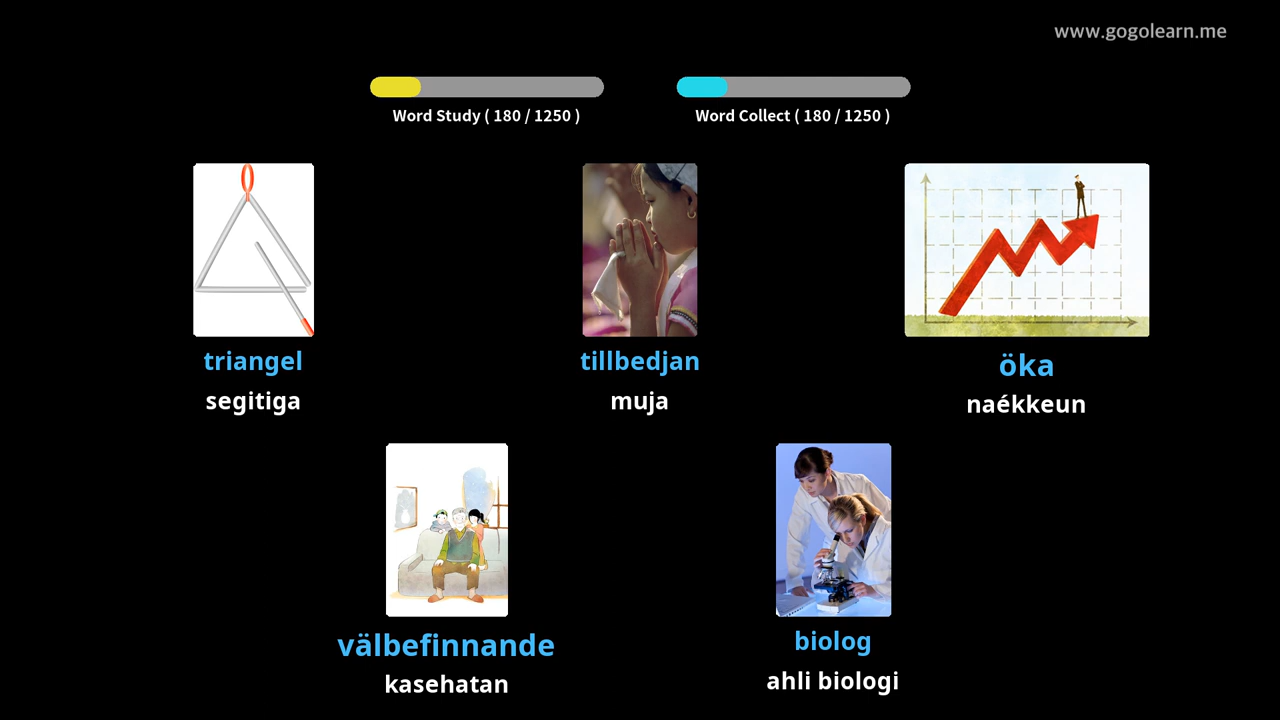 www.gogolearn.me
Word Study ( 180 / 1250 )
Word Collect ( 180 / 1250 )
triangel
segitiga
tillbedjan
muja
öka
naékkeun
välbefinnande
kasehatan
biolog
ahli biologi